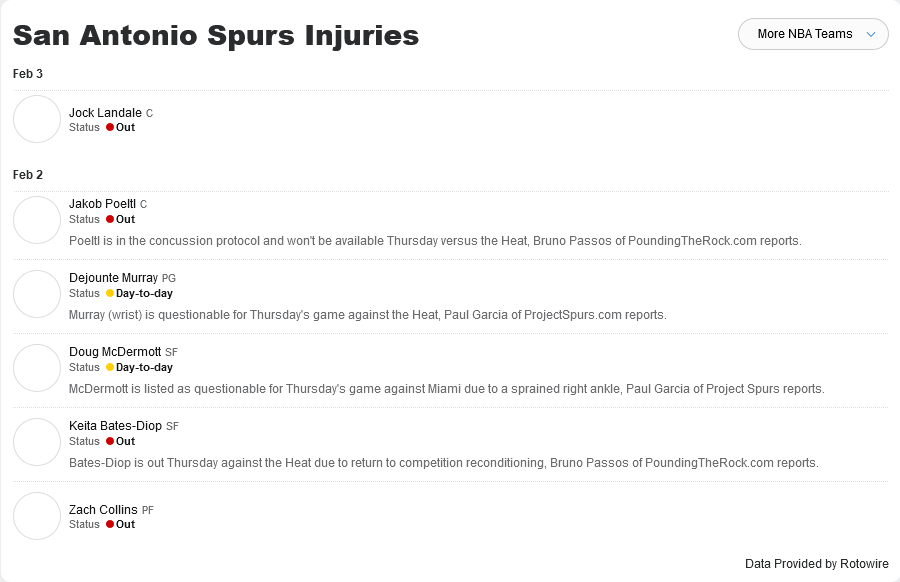 San Antonio Spurs Injuries
More NBA Teams
Feb 3
Jock Landale C
Status Out
Feb 2
Jakob Poeltl C
Status Out
Poeltl is in the concussion protocol and won't be available Thursday versus the Heat, Bruno Passos of PoundingTheRock.com reports.
Dejounte Murray PG
Status Day-to-day
Murray (wrist) is questionable for Thursday's game against the Heat, Paul Garcia of ProjectSpurs.com reports.
Doug McDermott SF
Status Day-to-day
McDermott is listed as questionable for Thursday's game against Miami due to a sprained right ankle, Paul Garcia of Project Spurs reports.
Keita Bates-Diop SF
Status Out
Bates-Diop is out Thursday against the Heat due to return to competition reconditioning, Bruno Passos of PoundingTheRock.com reports.
Zach Collins PF
Status Out
Data Provided by Rotowire